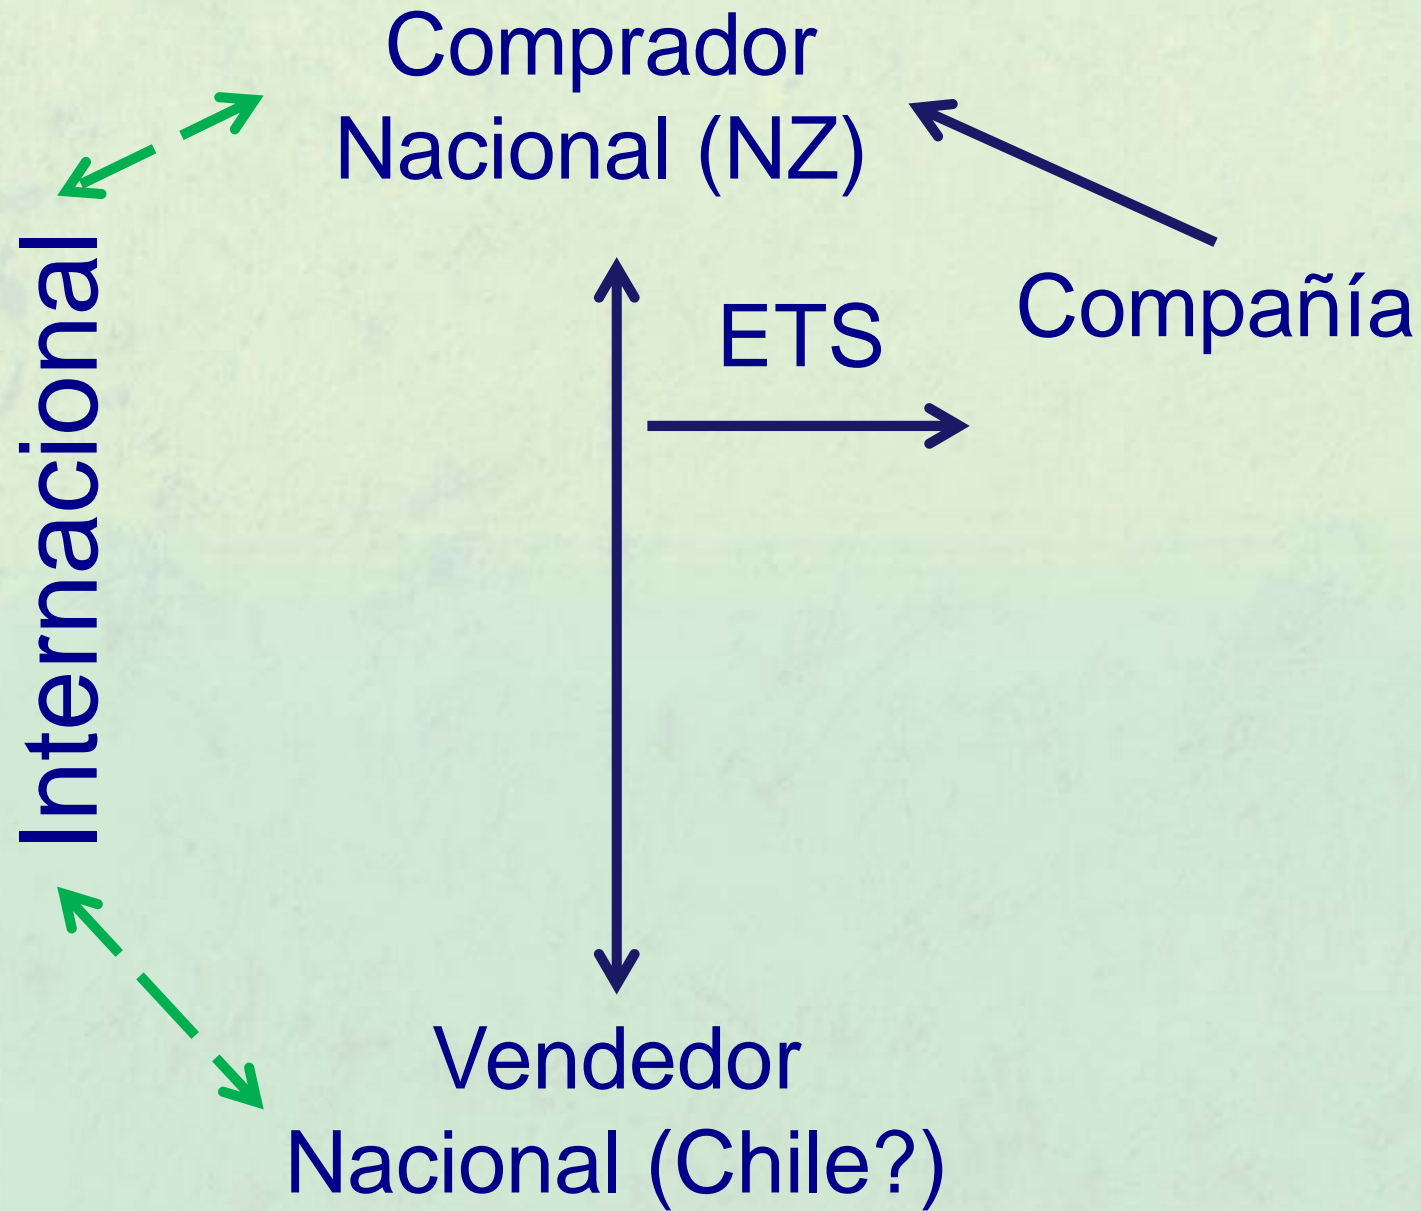 Comprador
Nacional (NZ)
Compañía
ETS
Internacional
Vendedor
Nacional (Chile?)